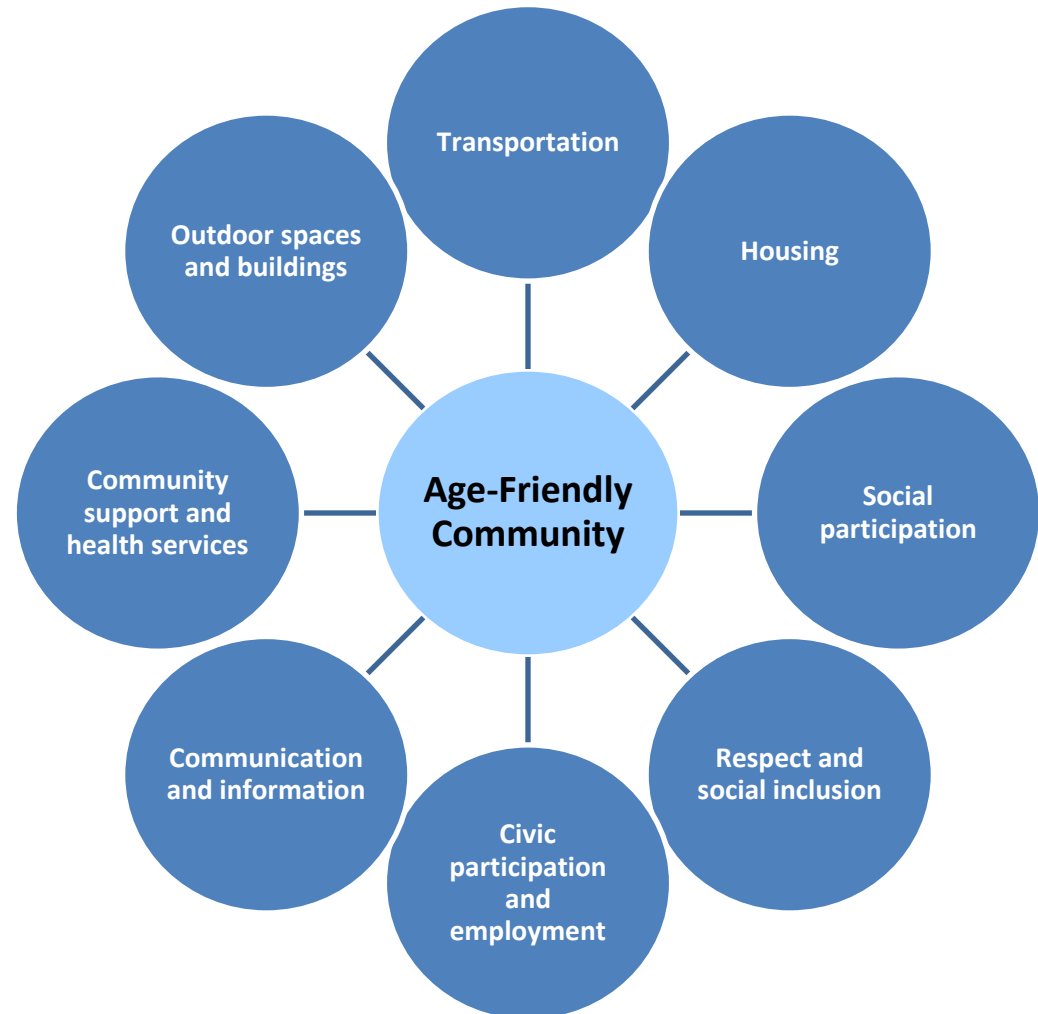 Transportation
Outdoor spaces
and buildings
Housing
Community
support and
health services
Age-Friendly
Community
Social
participation
Communication
and information
Respect and
social inclusion
Civic
participation
and
employment